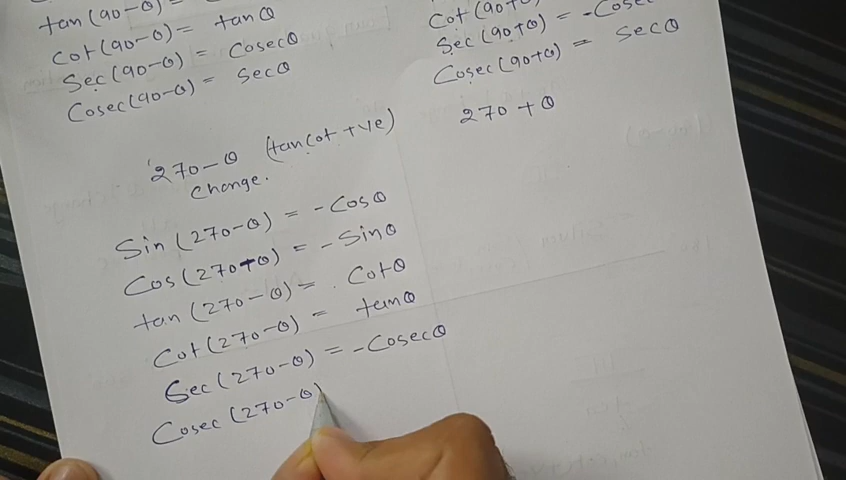 tan(90-θ)=
Cot(90-θ)= tanθ
Sec(90-θ) = Cosecθ
Cosec(90-θ) = secθ
Cot(90+θ)
Sec(90+θ) = -Cosec
Cosec(90+θ) = secθ
270-θ (tancot +ve)
Change.
Sin(270-θ) = -Cosθ
Cos(270-θ) = -Sinθ
tan(270-θ) = Cotθ
Cot(270-θ) = tanθ
Sec(270-θ) = -Cosecθ
Cosec(270-θ)
270 + θ